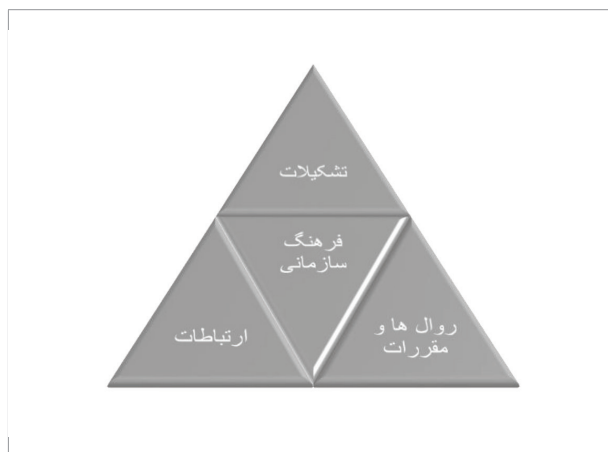 تشکیلات
فرهنگ
سازمانی
روال ها و
مقررات
ارتباطات